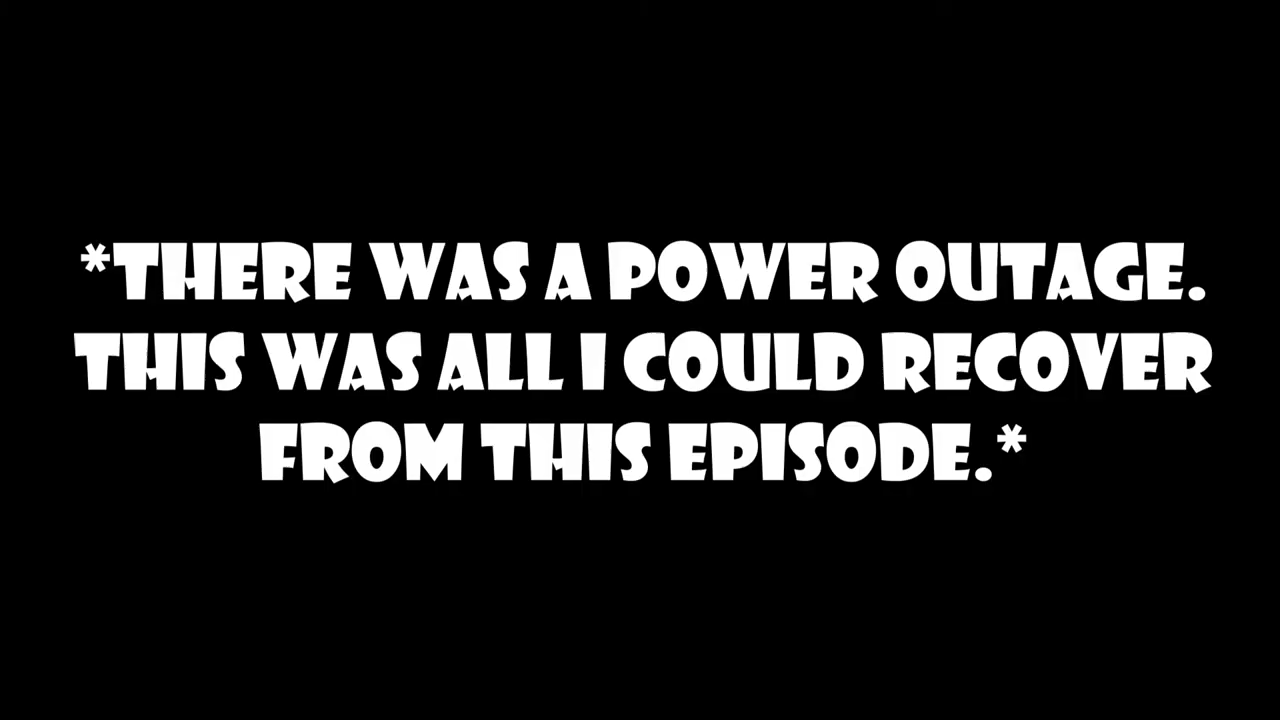 *THERE WAS A POWER OUTAGE.
THIS WAS ALL I COULD RECOVER
FROM THIS EPISODE.*